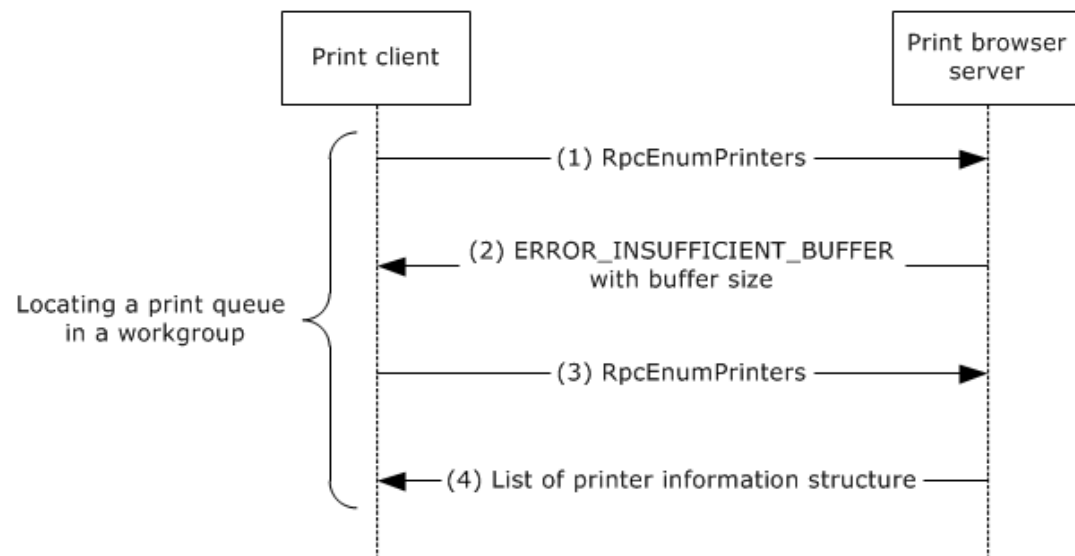 Print client
Print browser
server
(1) RpcEnumPrinters
(2) ERROR_INSUFFICIENT_BUFFER
with buffer size
Locating a print queue
in a workgroup
(3) RpcEnumPrinters
(4) List of printer information structure